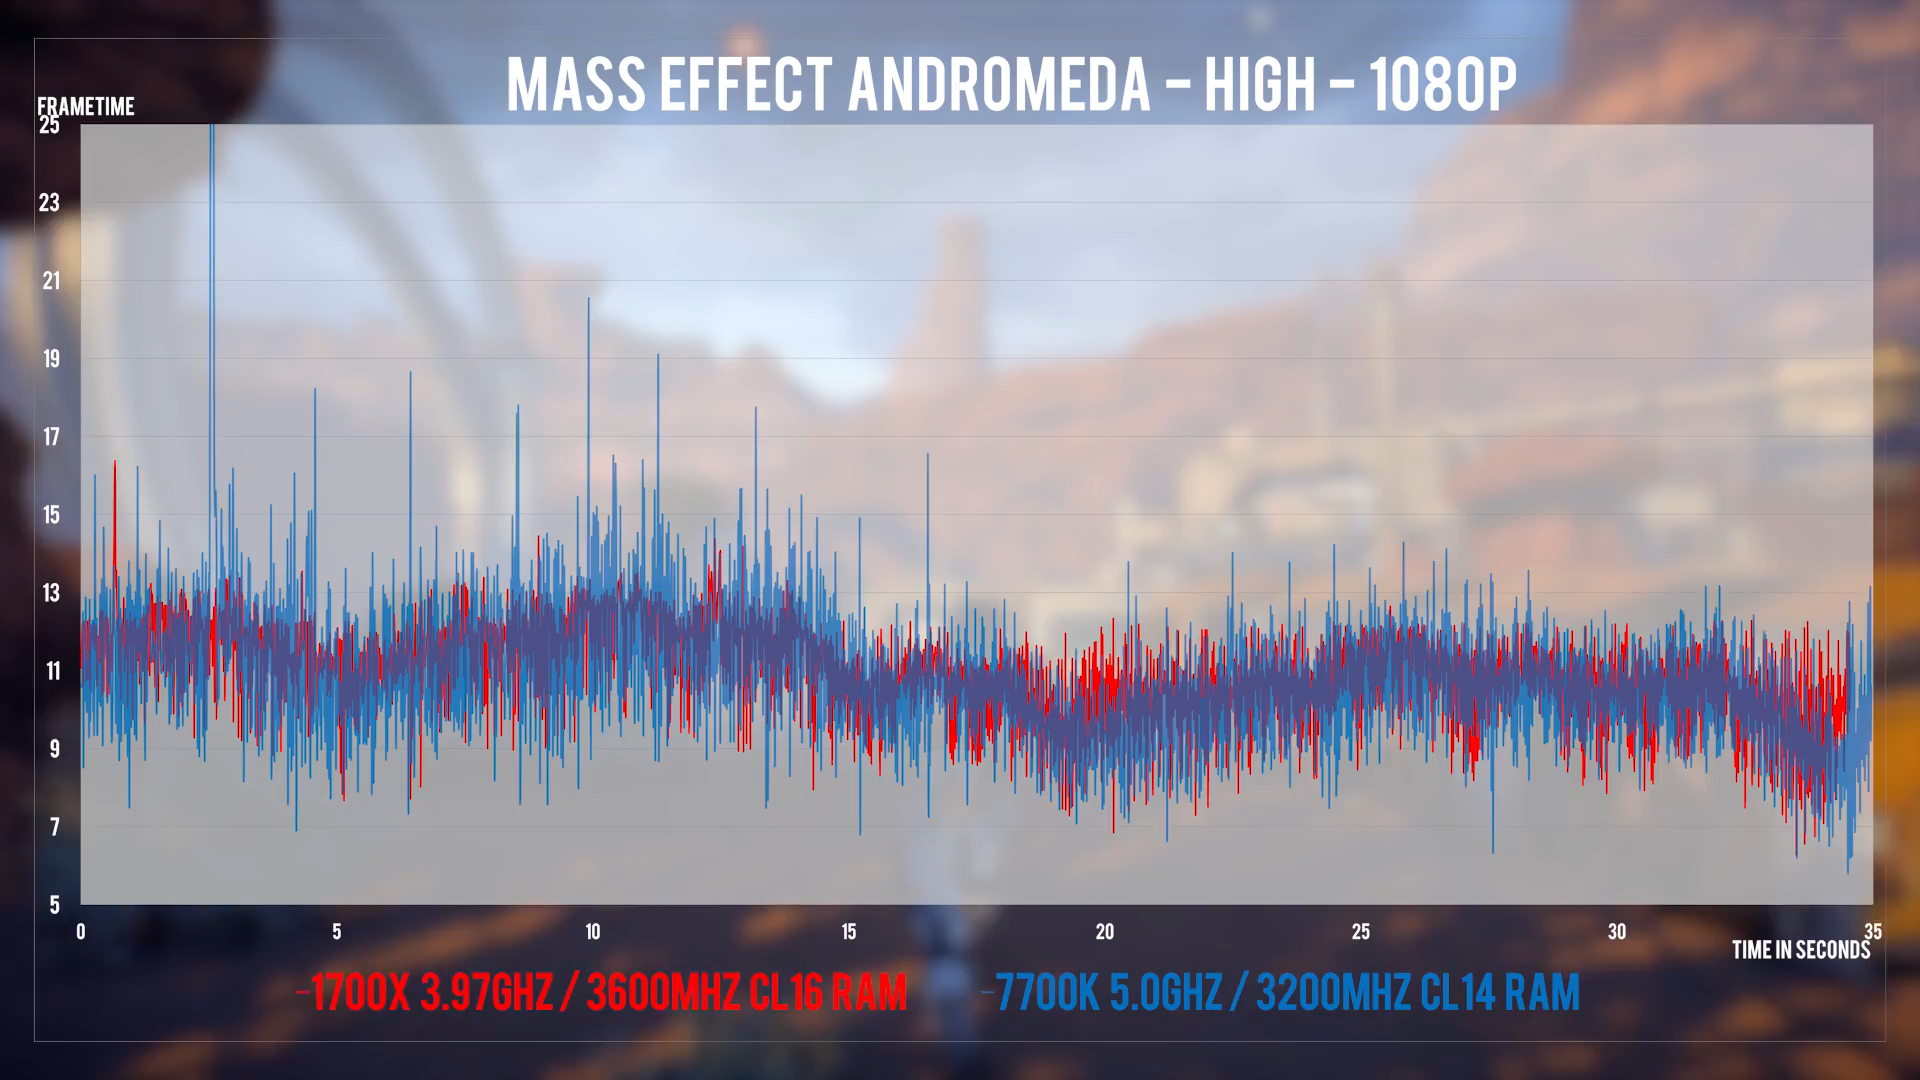 MASS EFFECT ANDROMEDA - HIGH - 1080P
FRAMETIME
25
23
21
19
17
15
13
11
9
7
5
0 5 10 15 20 25 30 35
TIME IN SECONDS
-1700X 3.97GHZ / 3600MHZ CL16 RAM -7700K 5.0GHZ / 3200MHZ CL14 RAM